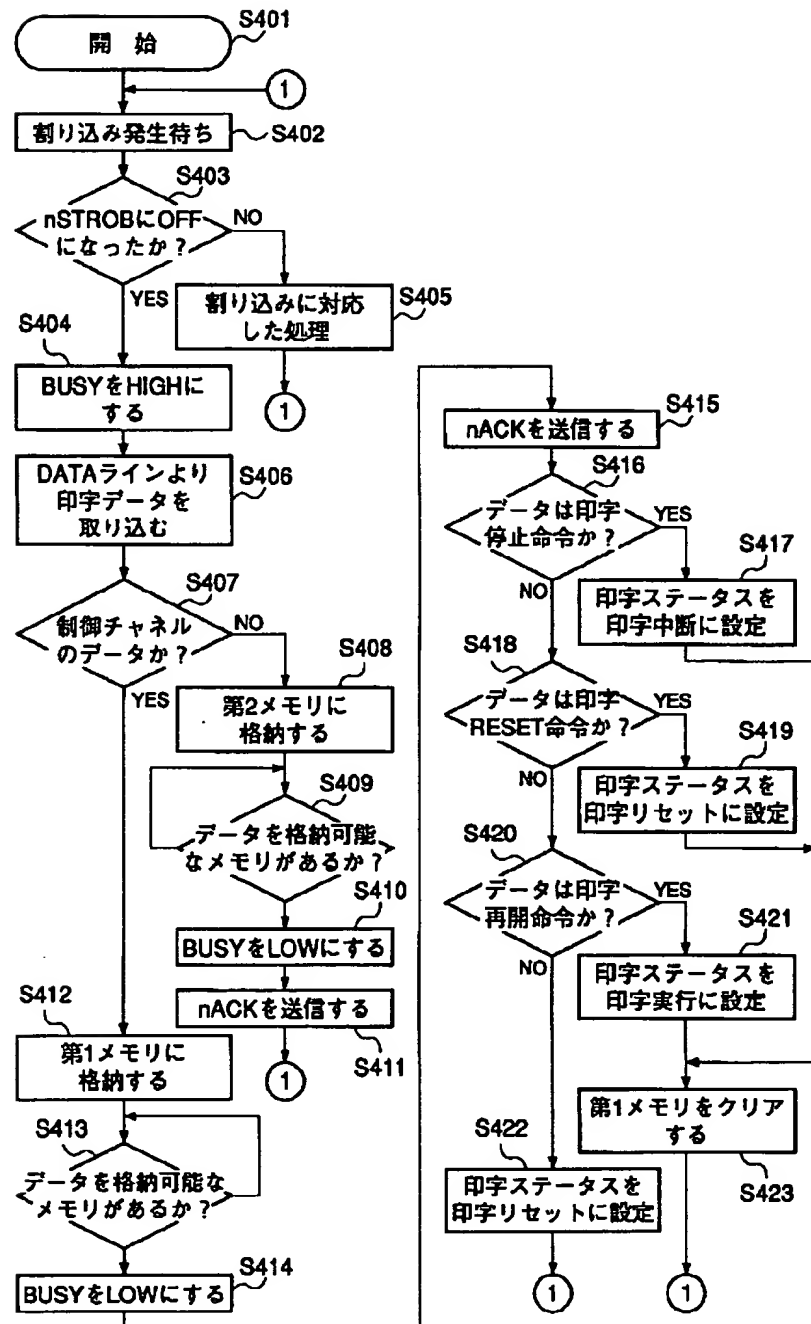 S401
開 始
1
割り込み発生待ち
S402
S403
nSTROBにOFF
になったか?
NO
YES
S405
割り込みに対応
した処理
1
S404
BUSYをHIGHに
する
DATAラインより
印字データを
取り込む
S406
S407
制御チャネル
のデータか?
NO
YES
S408
第2メモリに
格納する
S409
データを格納可能
なメモリがあるか?
S410
BUSYをLOWにする
nACKを送信する
S411
1
S412
第1メモリに
格納する
S413
データを格納可能な
メモリがあるか?
S414
BUSYをLOWにする
S415
nACKを送信する
S416
データは印字
停止命令か?
YES
NO
S417
印字ステータスを
印字中断に設定
S418
データは印字
RESET命令か?
YES
NO
S419
印字ステータスを
印字リセットに設定
S420
データは印字
再開命令か?
YES
NO
S421
印字ステータスを
印字実行に設定
第1メモリをクリア
する
S423
S422
印字ステータスを
印字リセットに設定
1
1